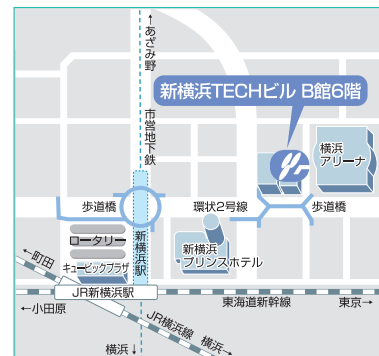 ←あざみ野
市営地下鉄
新横浜TECHビル B館6階
横浜
アリーナ
歩道橋
環状2号線
歩道橋
ロータリー
新横浜駅
新横浜
プリンスホテル
←町田
キュービックプラザ
JR新横浜駅
東海道新幹線
東京→
←小田原
JR横浜線
横浜→
横浜↓